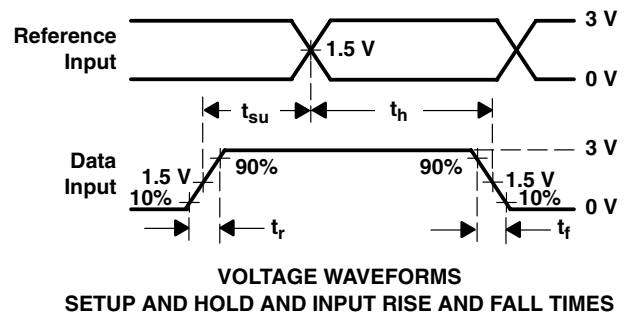 Reference
Input
1.5 V
3 V
0 V
tsu
th
Data
Input
1.5 V
10%
90%
90%
1.5 V
10%
3 V
0 V
tr
tf
VOLTAGE WAVEFORMS
SETUP AND HOLD AND INPUT RISE AND FALL TIMES